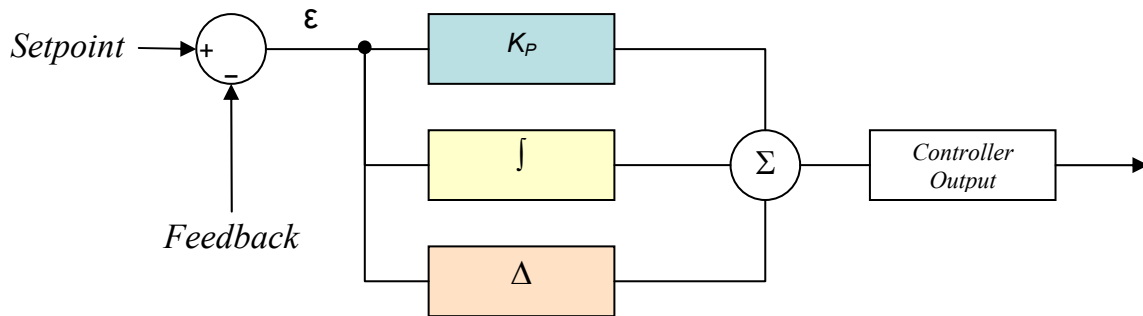 ε
Setpoint
+
−
K_P
∫
Σ
Controller
Output
Feedback
Δ